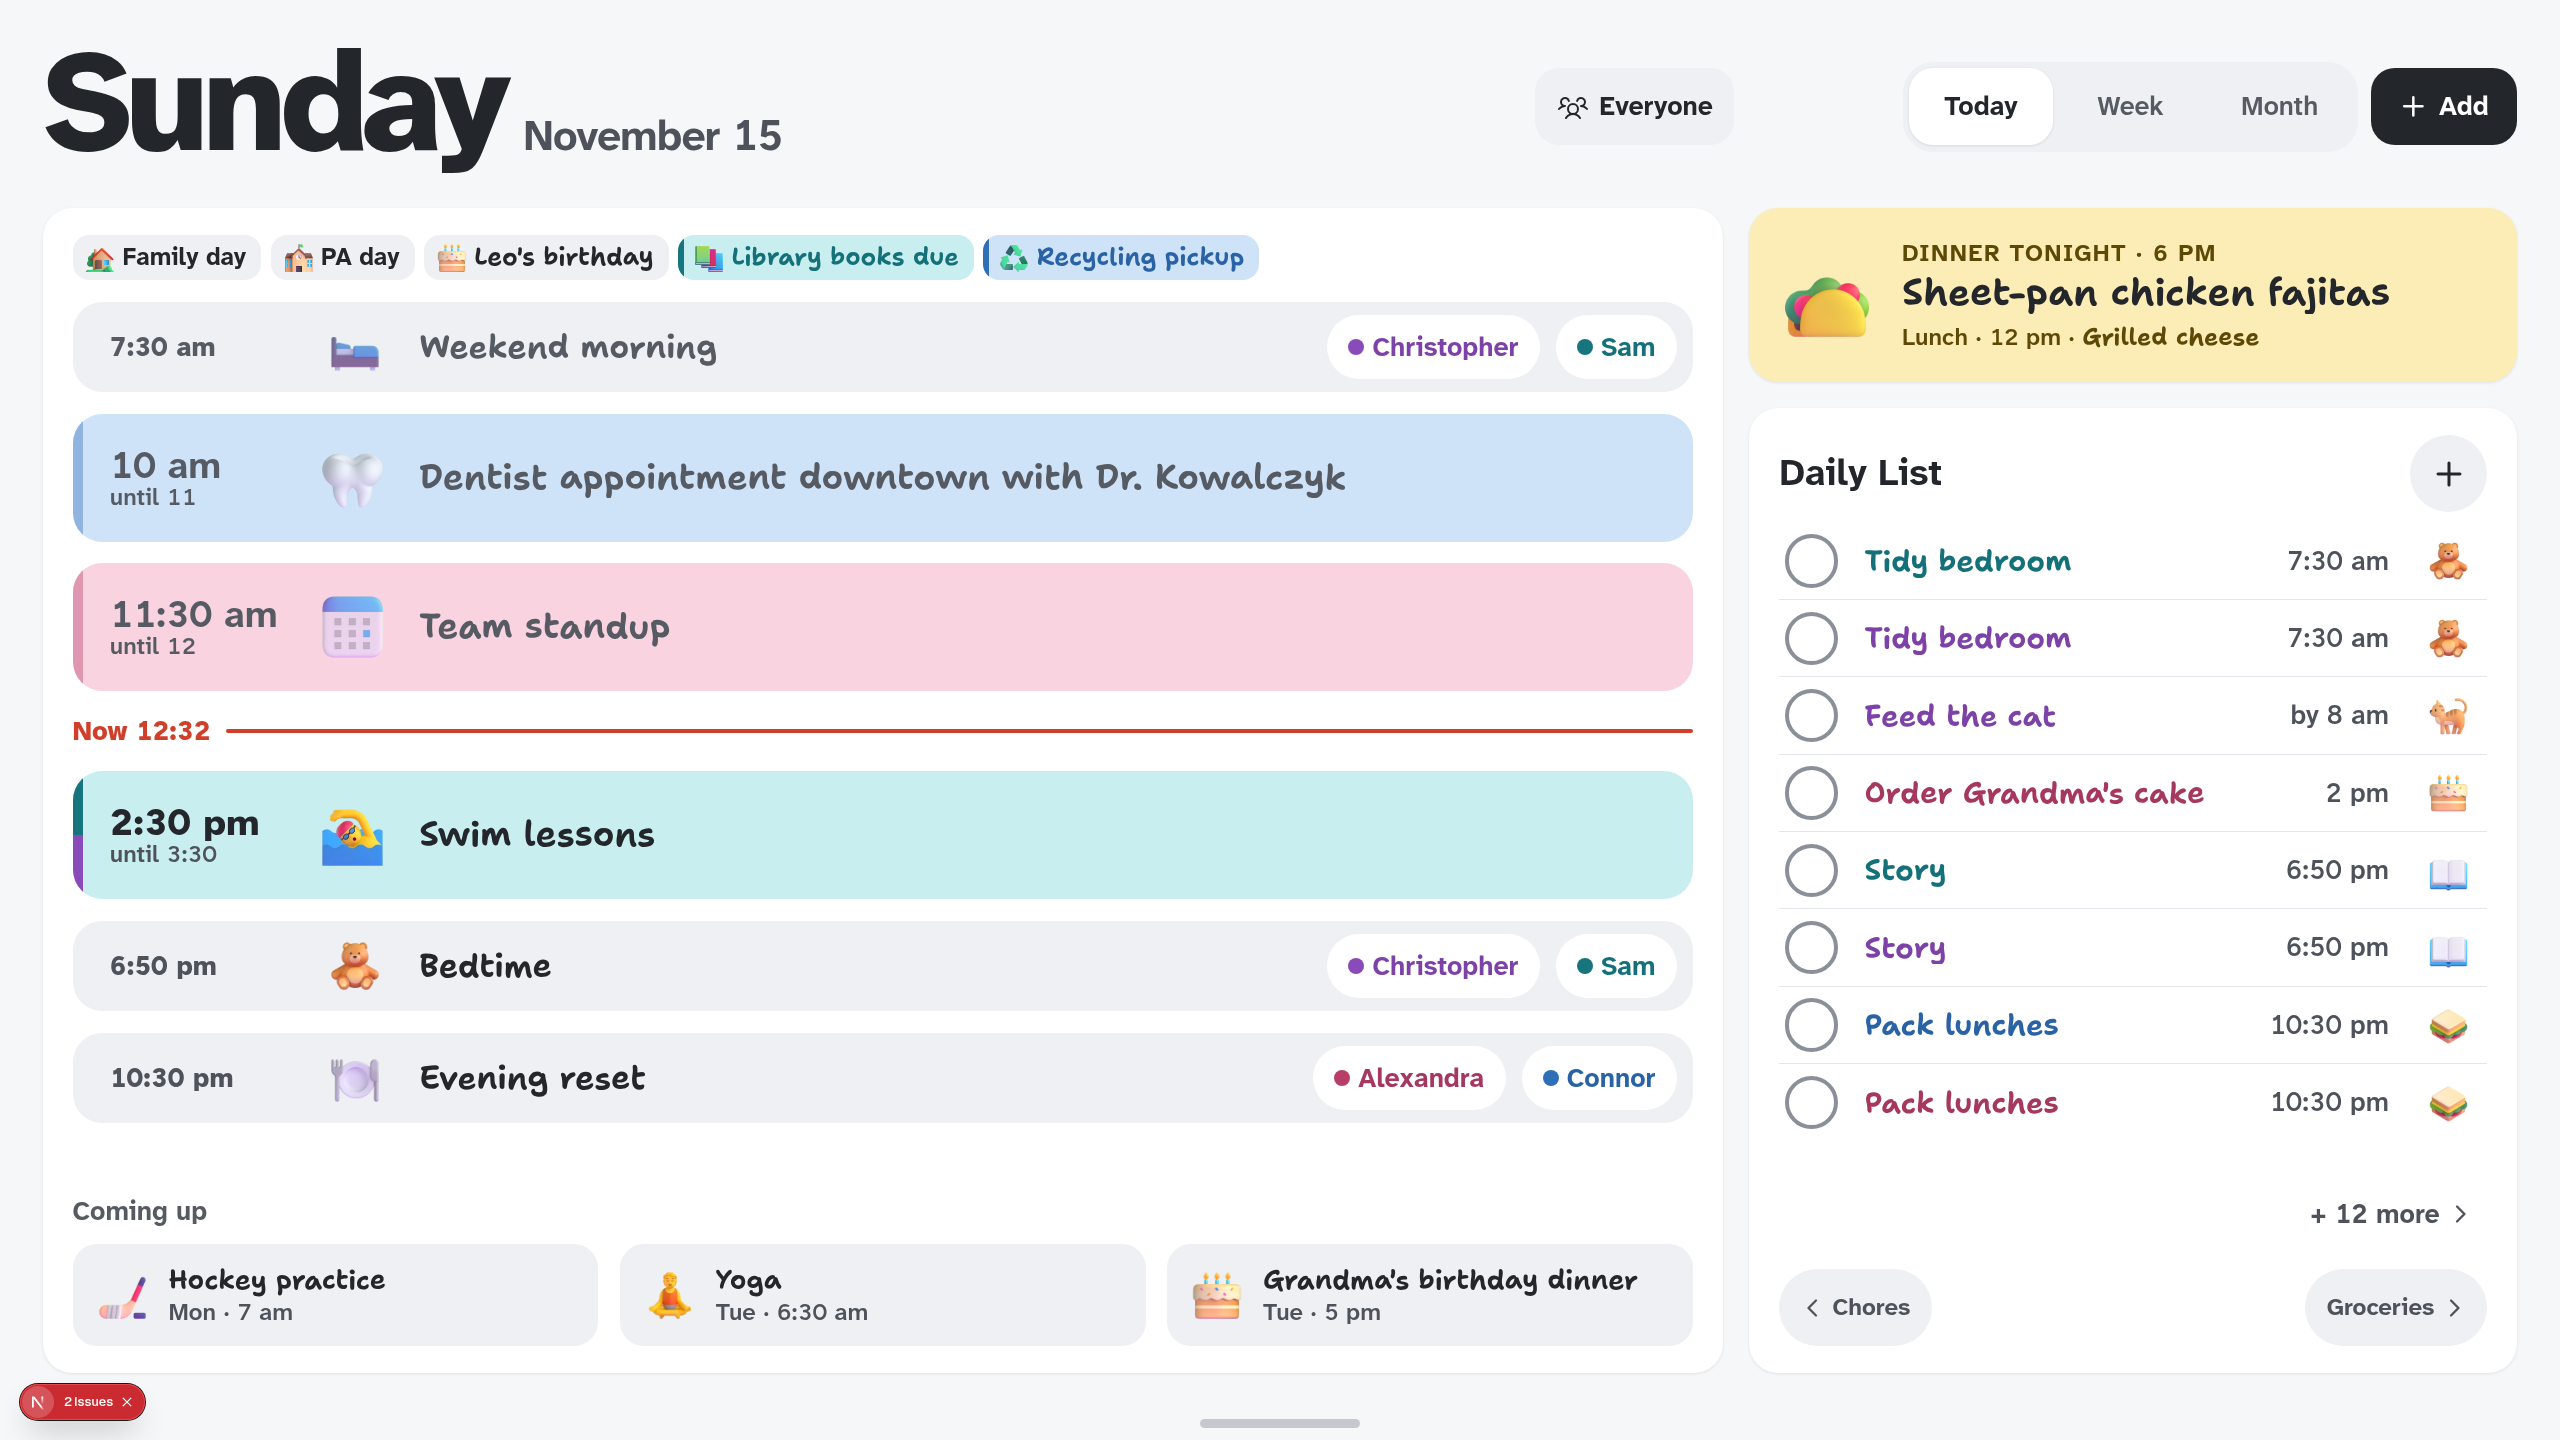 Sunday November 15
Everyone
Today Week Month + Add
Family day PA day Leo's birthday Library books due Recycling pickup
7:30 am Weekend morning Christopher Sam
10 am
until 11
Dentist appointment downtown with Dr. Kowalczyk
11:30 am
until 12
Team standup
Now 12:32
2:30 pm
until 3:30
Swim lessons
6:50 pm Bedtime Christopher Sam
10:30 pm Evening reset Alexandra Connor
Coming up
Hockey practice
Mon · 7 am
Yoga
Tue · 6:30 am
Grandma's birthday dinner
Tue · 5 pm
DINNER TONIGHT · 6 PM
Sheet-pan chicken fajitas
Lunch · 12 pm · Grilled cheese
Daily List
Tidy bedroom 7:30 am
Tidy bedroom 7:30 am
Feed the cat by 8 am
Order Grandma's cake 2 pm
Story 6:50 pm
Story 6:50 pm
Pack lunches 10:30 pm
Pack lunches 10:30 pm
+ 12 more
Chores Groceries
N 2 Issues